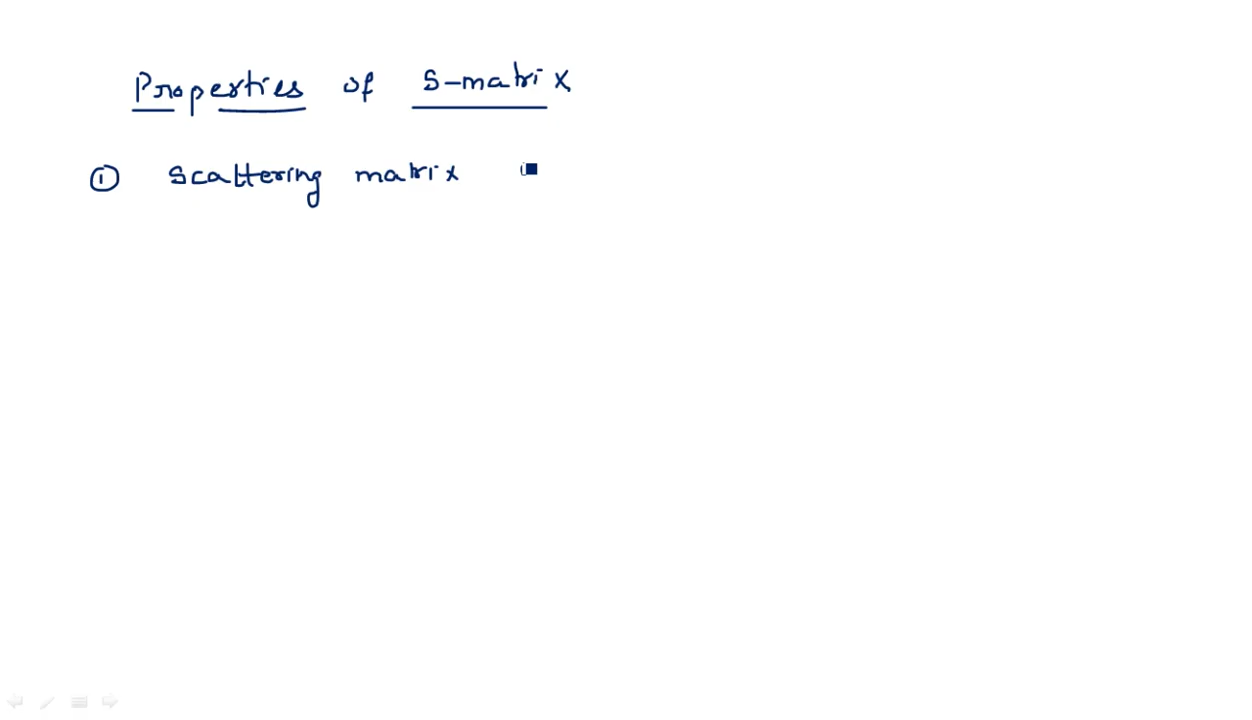 Properties of S-matrix
① Scattering matrix